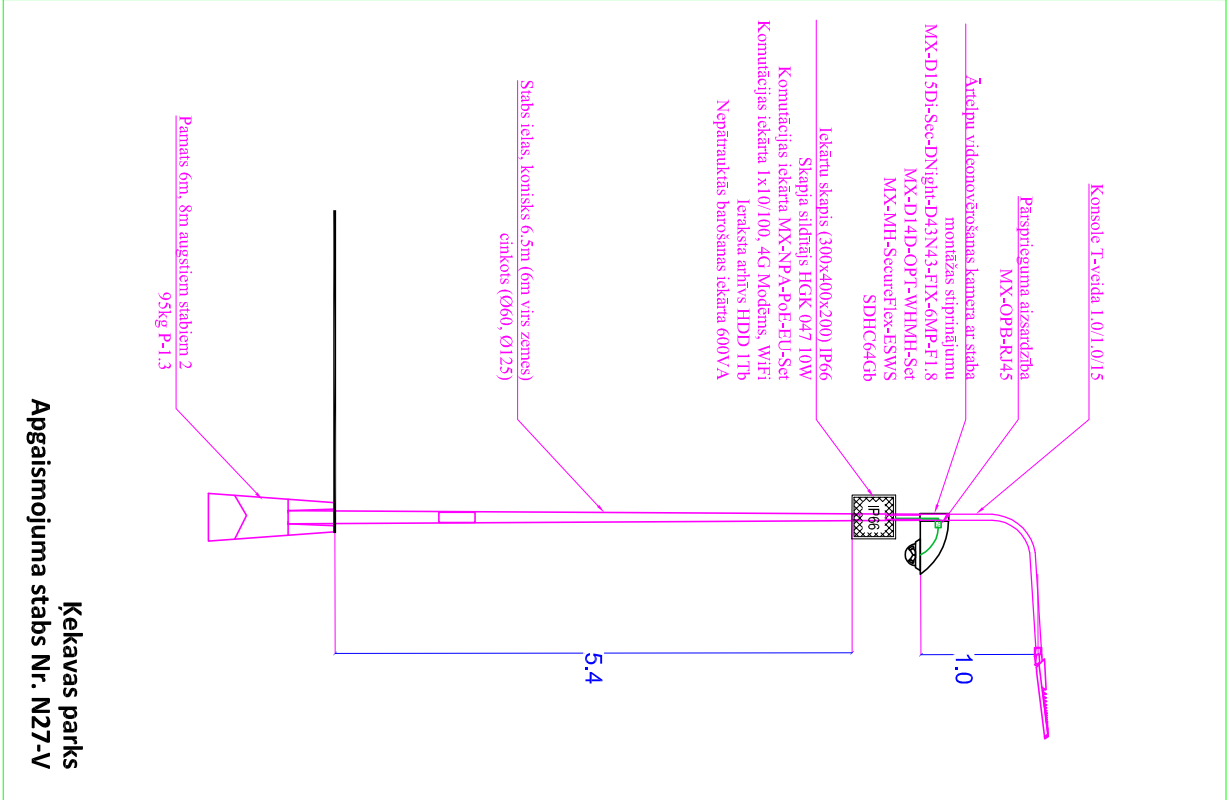 Konsole T-veida 1.0/1.0/15
Pārsprieguma aizsardzība
MX-OPB-RJ45
Ārtelpu videonovērošanas kamera ar staba
montāžas stiprinājumu
MX-D15Di-Sec-DNight-D43N43-FIX-6MP-F1.8
MX-D14D-OPT-WHMH-Set
MX-MH-SecureFlex-ESWS
SDHC64Gb
Iekārtu skapis (300x400x200) IP66
Skapja sildītājs HGK 047 10W
Komutācijas iekārta MX-NPA-PoE-EU-Set
Komutācijas iekārta 1x10/100, 4G Modēms, WiFi
Ieraksta arhīvs HDD 1Tb
Nepātrauktās barošanas iekārta 600VA
Stabs ielas, konisks 6.5m (6m virs zemes)
cinkots (Ø60, Ø125)
Pamats 6m, 8m augstiem stabiem 2
95kg P-1.3
IP66
1.0
5.4
Ķekavas parks
Apgaismojuma stabs Nr. N27-V